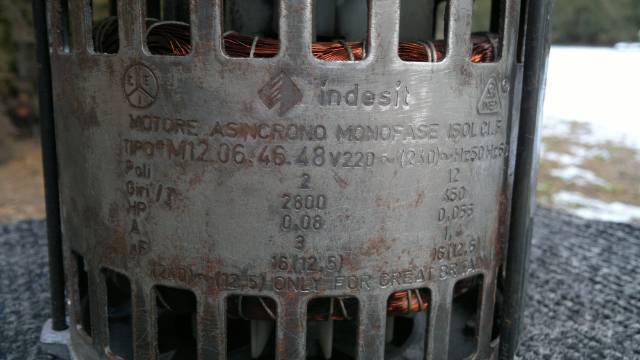 indesit
MOTORE ASINCRONO MONOFASE ISOL.CL.F.
TIPO M12.06.46.48 V220 ~ (240)~ Hz50
Poli 2 12
Giri/1' 2800 450
HP 0,08 0,055
A 3
µF 16(12,5) 16(12,5)
(240)~(12,5) ONLY FOR GREAT BRITAIN